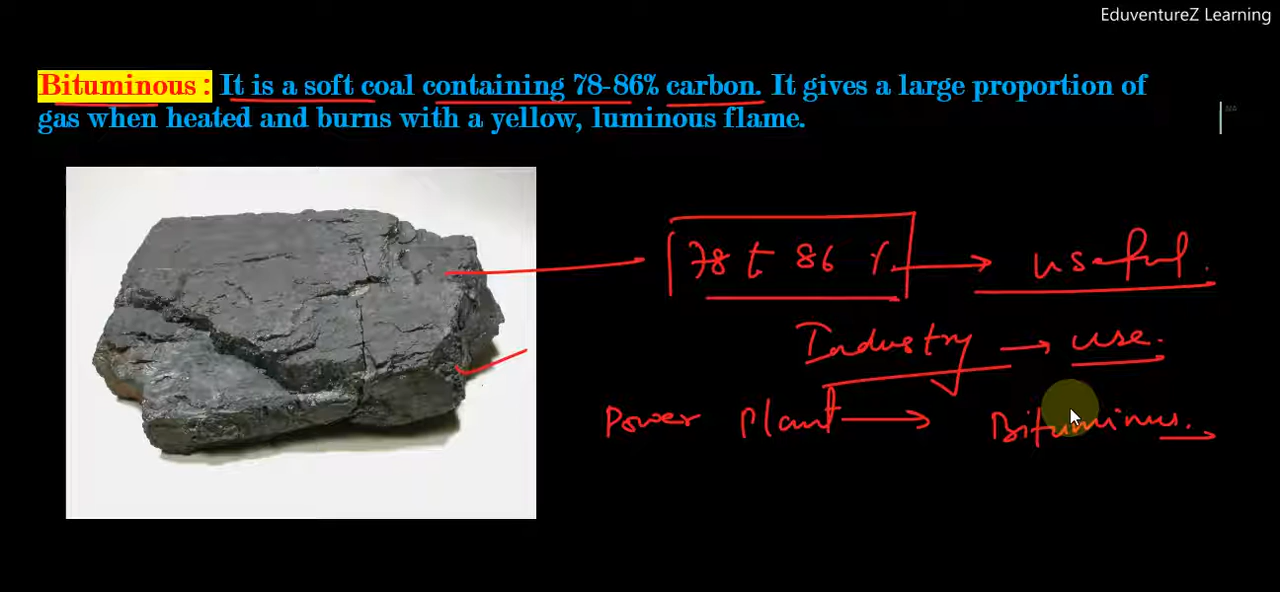 EduventureZ Learning
Bituminous : It is a soft coal containing 78-86% carbon. It gives a large proportion of
gas when heated and burns with a yellow, luminous flame.
78 t 86 % → useful.
Industry → use.
Power Plant → Bituminus.